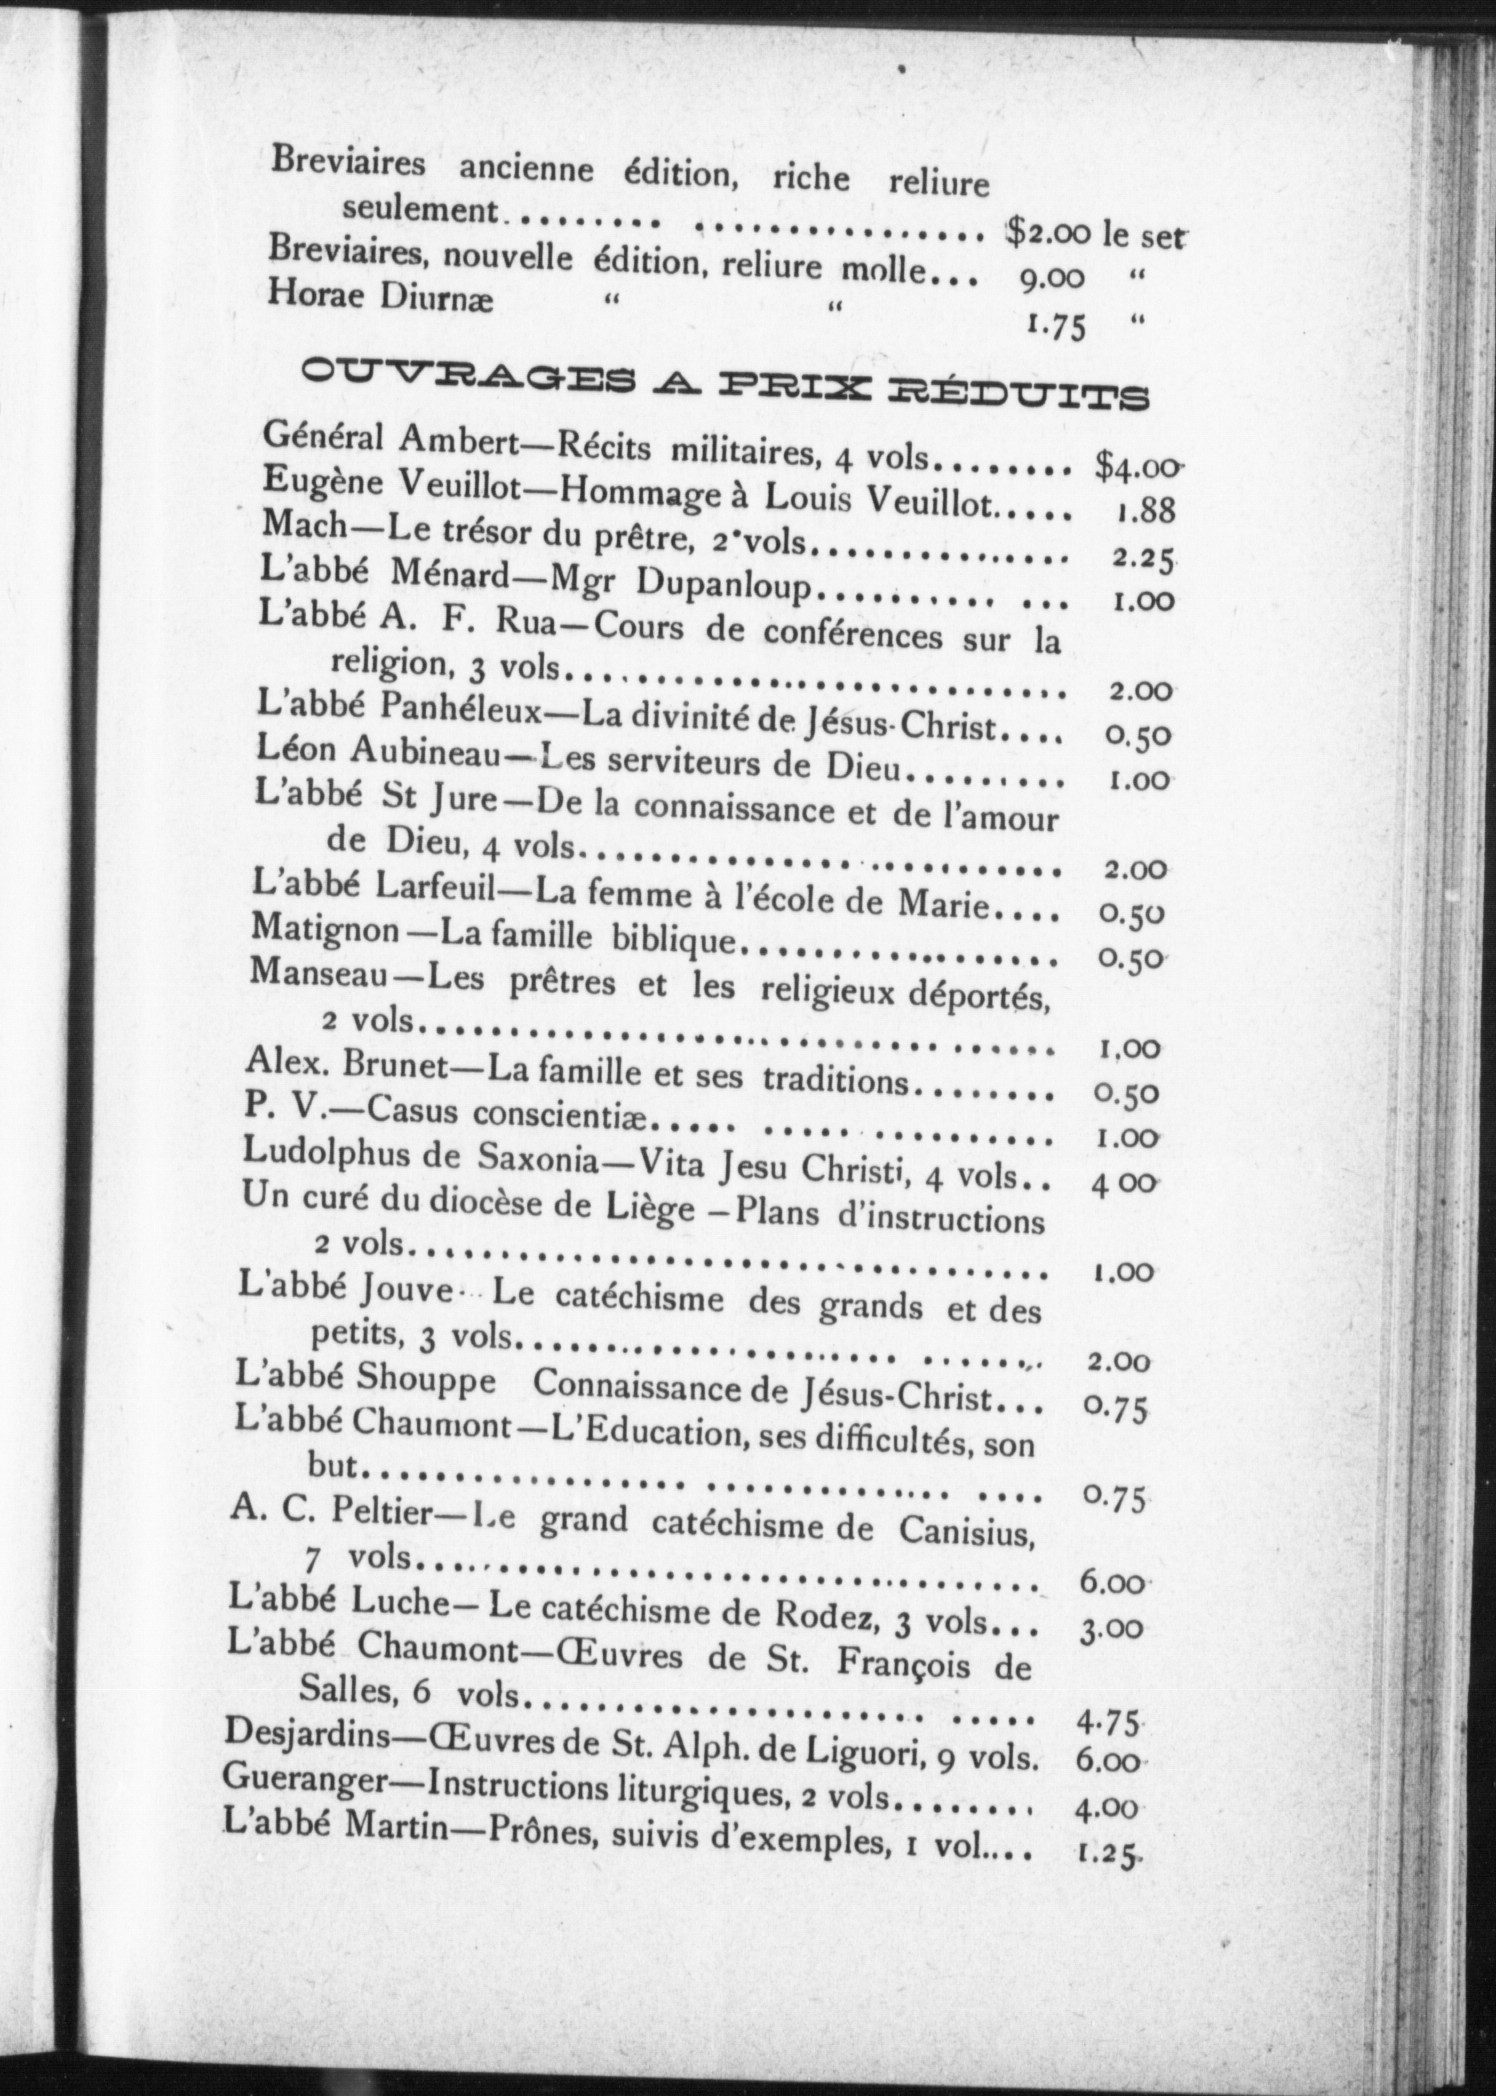 Breviaires ancienne édition, riche reliure
seulement......... ................ $2.00 le set
Breviaires, nouvelle édition, reliure molle... 9.00 “
Horae Diurnæ “ “ 1.75 “
OUVRAGES A PRIX RÉDUITS
Général Ambert—Récits militaires, 4 vols........ $4.00
Eugène Veuillot—Hommage à Louis Veuillot..... 1.88
Mach—Le trésor du prêtre, 2 vols.............. 2.25
L'abbé Ménard—Mgr Dupanloup.......... ... 1.00
L'abbé A. F. Rua—Cours de conférences sur la
religion, 3 vols............................ 2.00
L'abbé Panhéleux—La divinité de Jésus-Christ.... 0.50
Léon Aubineau—Les serviteurs de Dieu......... 1.00
L'abbé St Jure—De la connaissance et de l'amour
de Dieu, 4 vols........................... 2.00
L'abbé Larfeuil—La femme à l'école de Marie.... 0.50
Matignon—La famille biblique.................. 0.50
Manseau—Les prêtres et les religieux déportés,
2 vols............................. ...... 1,00
Alex. Brunet—La famille et ses traditions........ 0.50
P. V.—Casus conscientiæ..... ..... .......... 1.00
Ludolphus de Saxonia—Vita Jesu Christi, 4 vols.. 4 00
Un curé du diocèse de Liège—Plans d'instructions
2 vols.................................... 1.00
L'abbé Jouve- Le catéchisme des grands et des
petits, 3 vols...................... ....... 2.00
L'abbé Shouppe Connaissance de Jésus-Christ... 0.75
L'abbé Chaumont—L'Education, ses difficultés, son
but.................. .............. .... 0.75
A. C. Peltier—Le grand catéchisme de Canisius,
7 vols................................... 6.00
L'abbé Luche—Le catéchisme de Rodez, 3 vols... 3.00
L'abbé Chaumont—Œuvres de St. François de
Salles, 6 vols....................... ..... 4.75
Desjardins—Œuvres de St. Alph. de Liguori, 9 vols. 6.00
Gueranger—Instructions liturgiques, 2 vols........ 4.00
L'abbé Martin—Prônes, suivis d'exemples, 1 vol.... 1.25